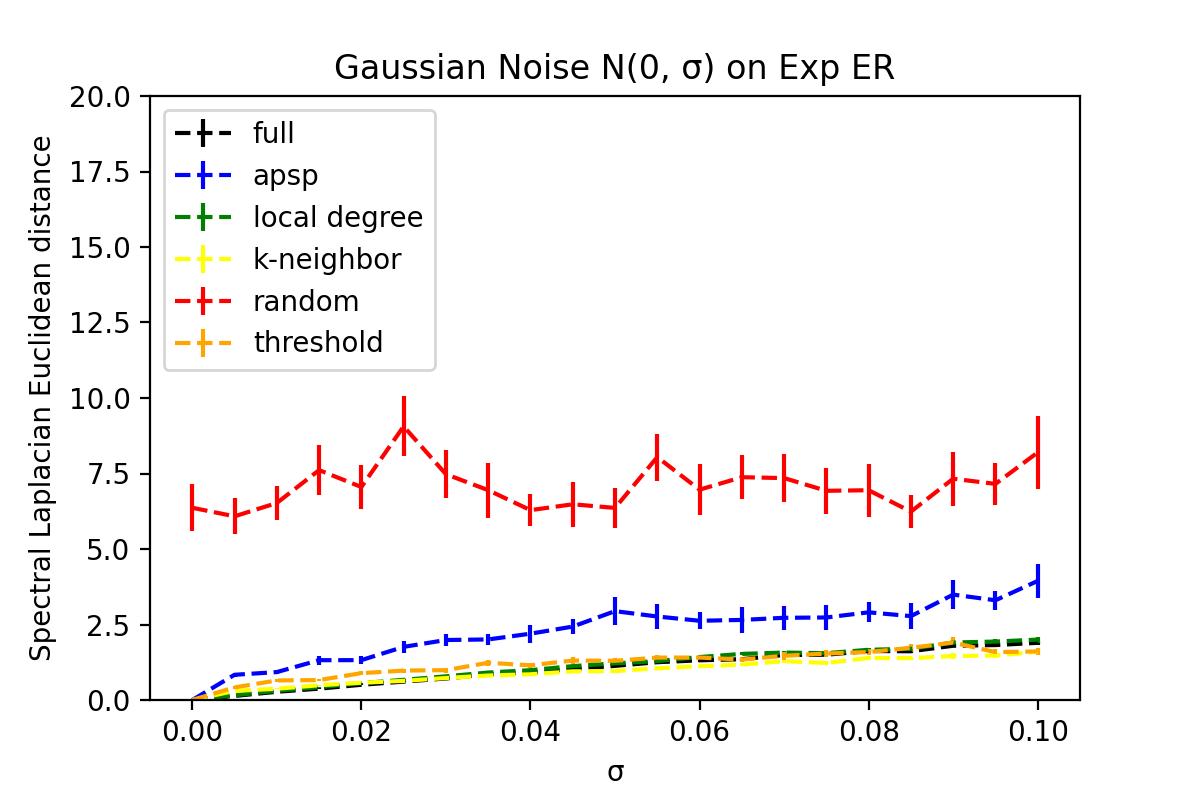 Gaussian Noise N(0, σ) on Exp ER
Spectral Laplacian Euclidean distance
20.0
17.5
15.0
12.5
10.0
7.5
5.0
2.5
0.0
full
apsp
local degree
k-neighbor
random
threshold
0.00 0.02 0.04 0.06 0.08 0.10
σ